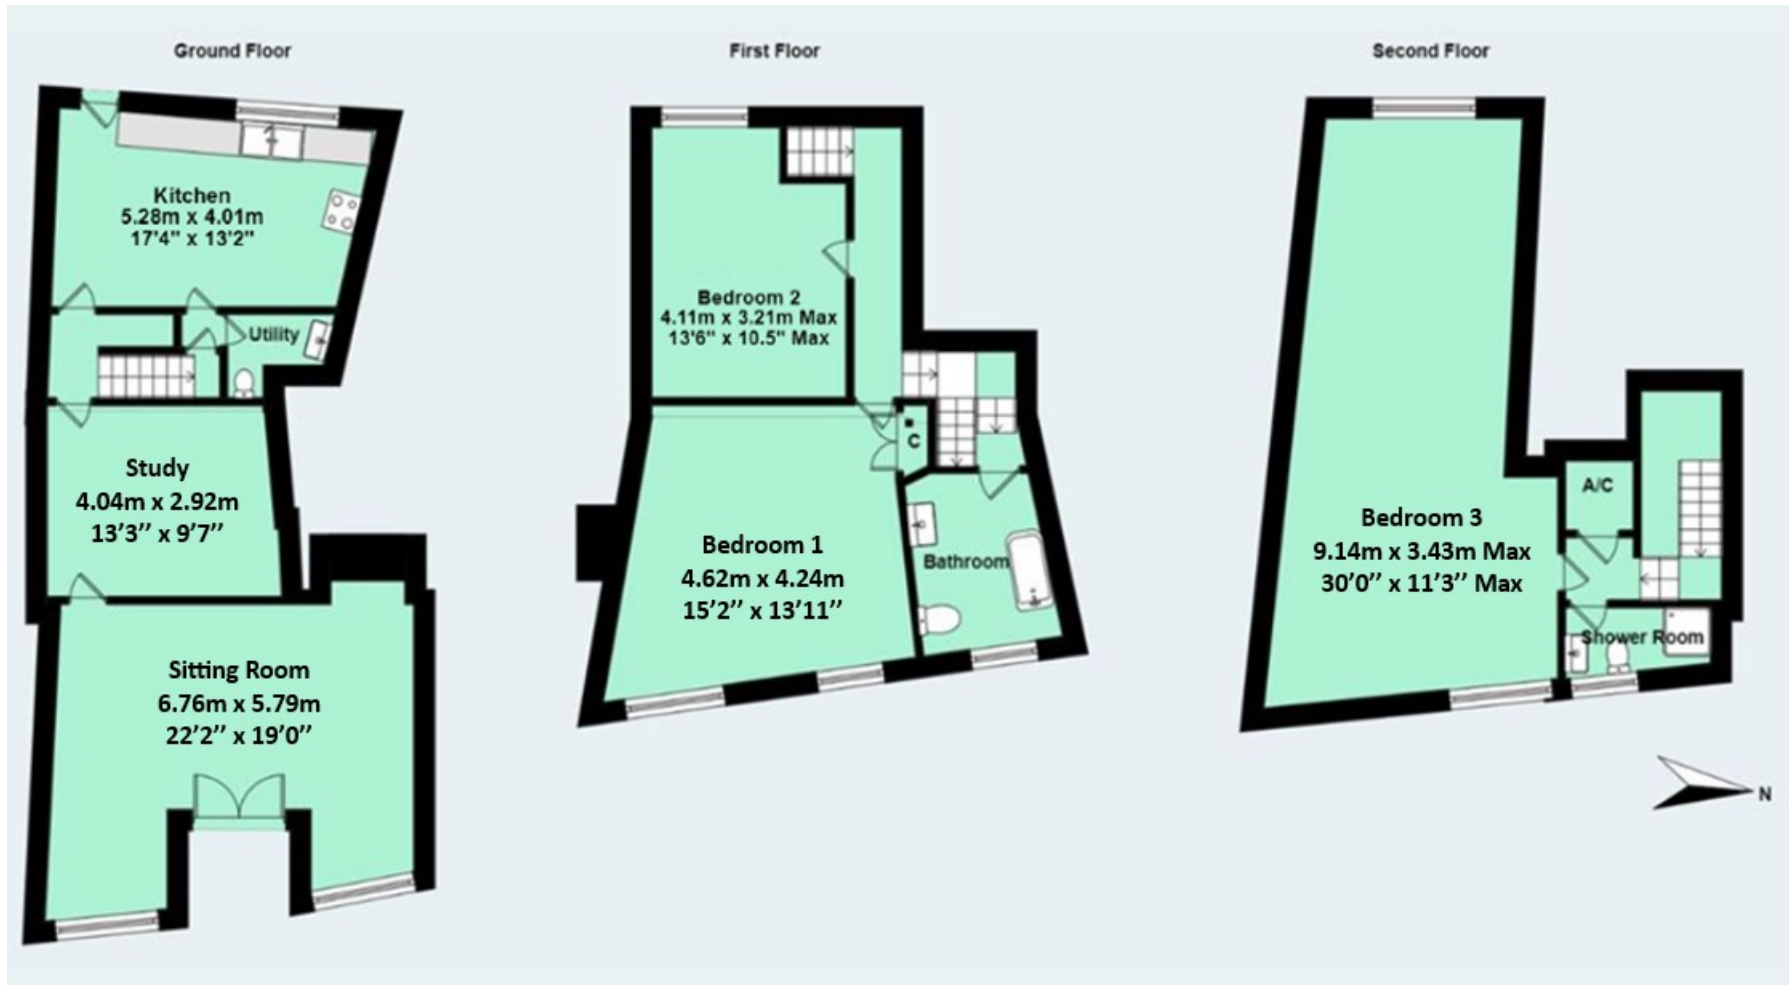 Ground Floor
Kitchen
5.28m x 4.01m
17'4" x 13'2"
Utility
Study
4.04m x 2.92m
13'3'' x 9'7''
Sitting Room
6.76m x 5.79m
22'2'' x 19'0''
First Floor
Bedroom 2
4.11m x 3.21m Max
13'6" x 10.5" Max
C
Bedroom 1
4.62m x 4.24m
15'2'' x 13'11''
Bathroom
Second Floor
A/C
Bedroom 3
9.14m x 3.43m Max
30'0'' x 11'3'' Max
Shower Room
N